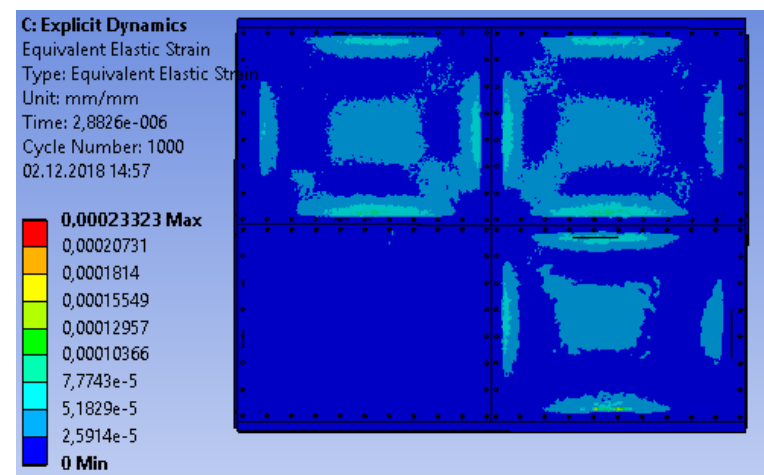 C: Explicit Dynamics
Equivalent Elastic Strain
Type: Equivalent Elastic Strain
Unit: mm/mm
Time: 2,8826e-006
Cycle Number: 1000
02.12.2018 14:57
0,00023323 Max
0,00020731
0,0001814
0,00015549
0,00012957
0,00010366
7,7743e-5
5,1829e-5
2,5914e-5
0 Min